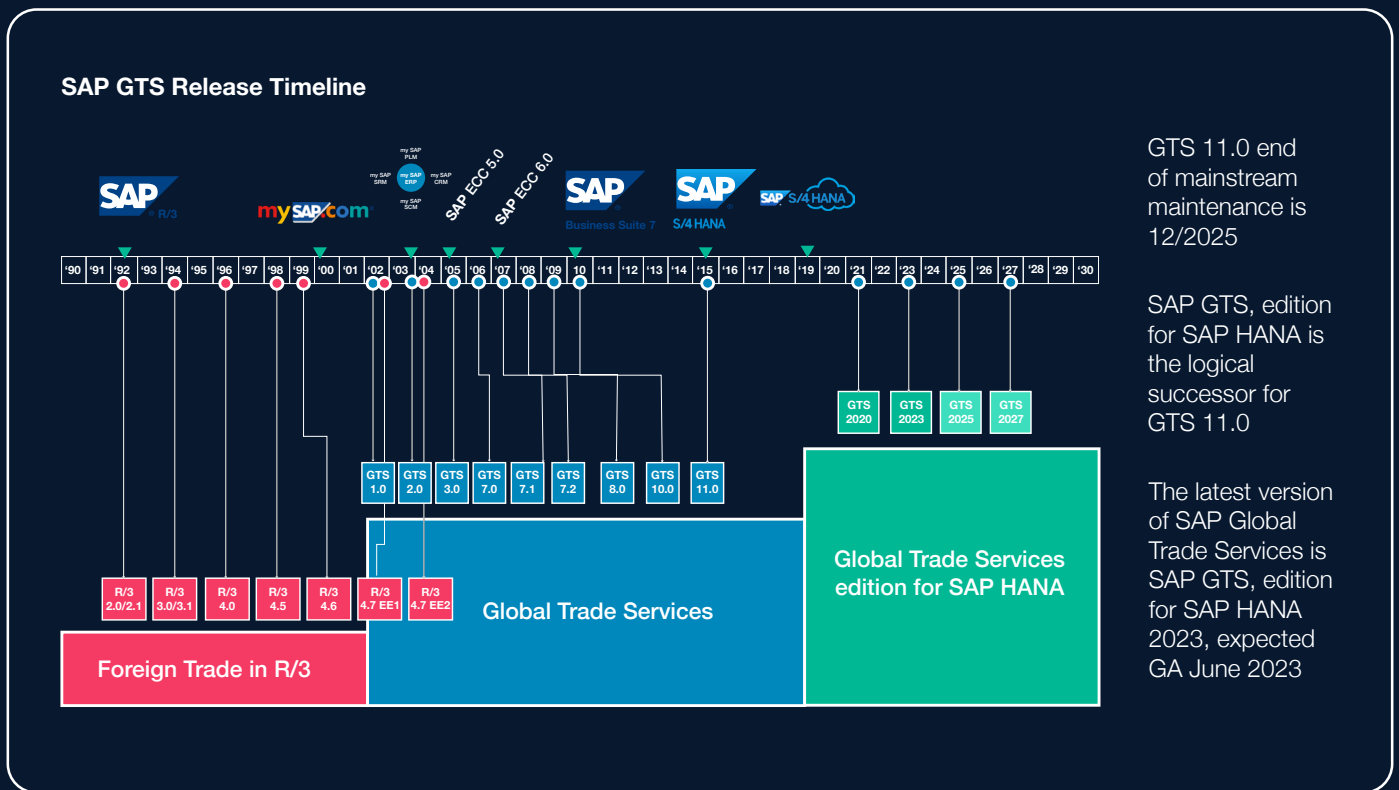 SAP GTS Release Timeline
SAP
® R/3
mySAP.com
my SAP
PLM
my SAP
SRM
my SAP
ERP
my SAP
CRM
my SAP
SCM
SAP ECC 5.0
SAP ECC 6.0
SAP
®
Business Suite 7
SAP
®
S/4 HANA
SAP S/4 HANA
‘90 ‘91 ‘92 ‘93 ‘94 ‘95 ‘96 ‘97 ‘98 ‘99 ‘00 ‘01 ‘02 ‘03 ‘04 ‘05 ‘06 ‘07 ‘08 ‘09 ‘10 ‘11 ‘12 ‘13 ‘14 ‘15 ‘16 ‘17 ‘18 ‘19 ‘20 ‘21 ‘22 ‘23 ‘24 ‘25 ‘26 ‘27 ‘28 ‘29 ‘30
GTS
2020
GTS
2023
GTS
2025
GTS
2027
GTS
1.0
GTS
2.0
GTS
3.0
GTS
7.0
GTS
7.1
GTS
7.2
GTS
8.0
GTS
10.0
GTS
11.0
R/3
2.0/2.1
R/3
3.0/3.1
R/3
4.0
R/3
4.5
R/3
4.6
R/3
4.7 EE1
R/3
4.7 EE2
Foreign Trade in R/3
Global Trade Services
Global Trade Services
edition for SAP HANA
GTS 11.0 end
of mainstream
maintenance is
12/2025
SAP GTS, edition
for SAP HANA is
the logical
successor for
GTS 11.0
The latest version
of SAP Global
Trade Services is
SAP GTS, edition
for SAP HANA
2023, expected
GA June 2023